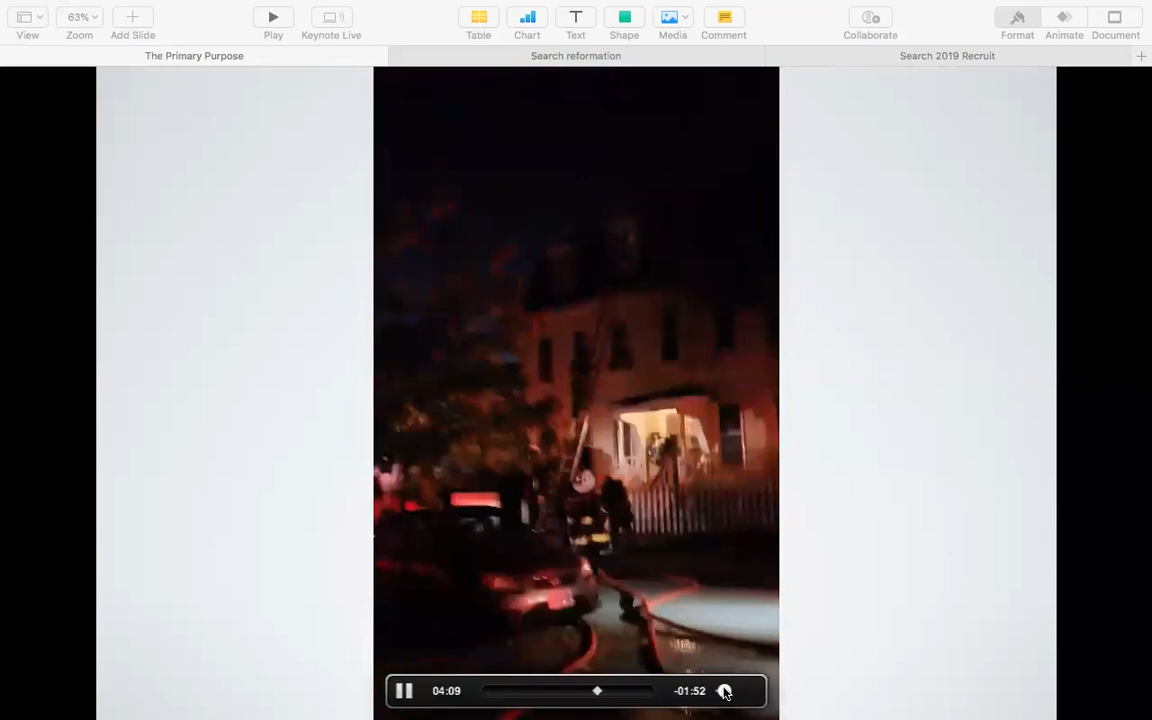 63%
View Zoom Add Slide Play Keynote Live Table Chart Text Shape Media Comment Collaborate Format Animate Document
The Primary Purpose Search reformation Search 2019 Recruit
04:09 -01:52